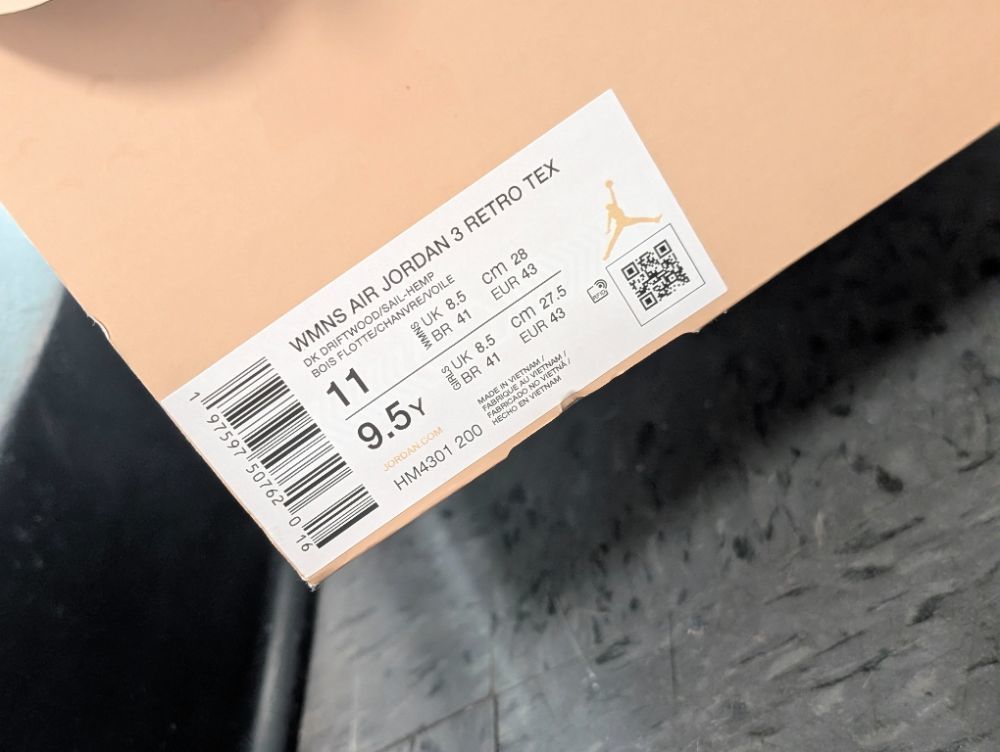 WMNS AIR JORDAN 3 RETRO TEX
DK DRIFTWOOD/SAIL-HEMP
BOIS FLOTTE/CHANVRE/VOILE
11
WMNS
UK 8.5 cm 28
BR 41 EUR 43
9.5Y
GIRLS
UK 8.5 cm 27.5
BR 41 EUR 43
JORDAN.COM
HM4301 200
MADE IN VIETNAM /
FABRIQUÉ AU VIETNAM /
FABRICADO NO VIETNÃ /
HECHO EN VIETNAM
1 97597 50762 0 16